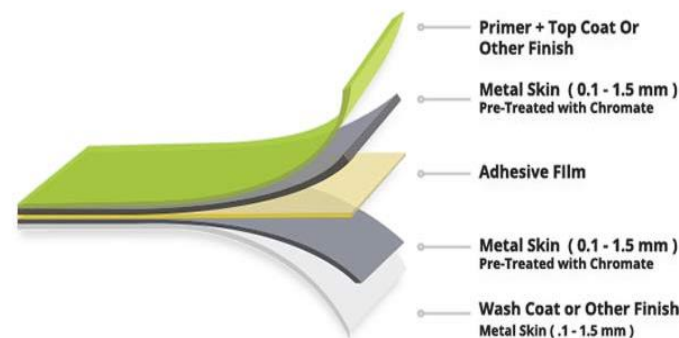 Primer + Top Coat Or
Other Finish
Metal Skin ( 0.1 - 1.5 mm )
Pre-Treated with Chromate
Adhesive FIlm
Metal Skin ( 0.1 - 1.5 mm )
Pre-Treated with Chromate
Wash Coat or Other Finish
Metal Skin ( .1 - 1.5 mm )